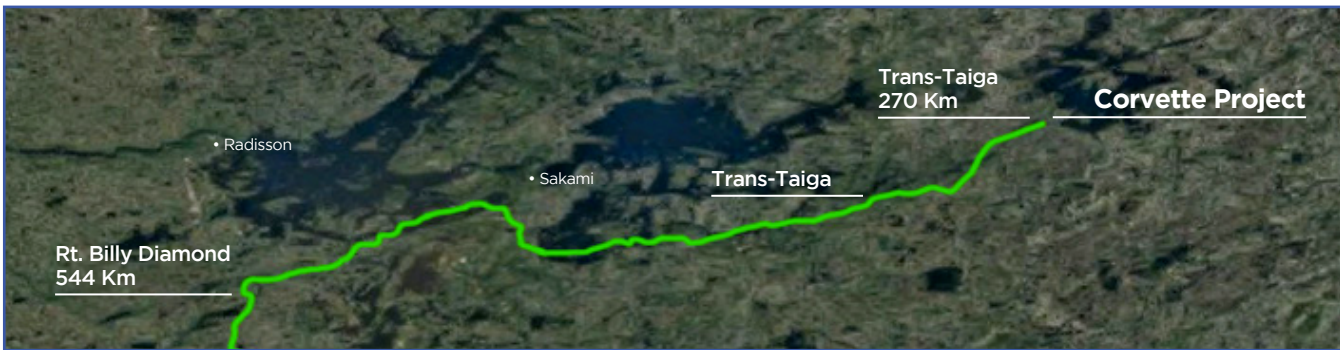 Trans-Taiga
270 Km
Corvette Project
Radisson
Sakami
Trans-Taiga
Rt. Billy Diamond
544 Km